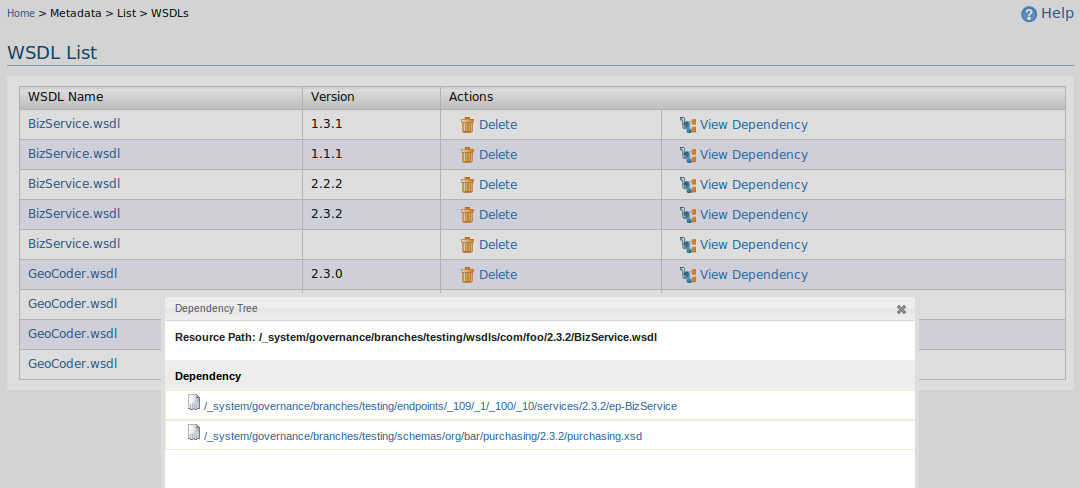 Home > Metadata > List > WSDLs
Help
WSDL List
WSDL Name Version Actions
BizService.wsdl 1.3.1 Delete View Dependency
BizService.wsdl 1.1.1 Delete View Dependency
BizService.wsdl 2.2.2 Delete View Dependency
BizService.wsdl 2.3.2 Delete View Dependency
BizService.wsdl Delete View Dependency
GeoCoder.wsdl 2.3.0 Delete View Dependency
GeoCoder.wsdl
GeoCoder.wsdl
GeoCoder.wsdl
Dependency Tree
Resource Path: /_system/governance/branches/testing/wsdls/com/foo/2.3.2/BizService.wsdl
Dependency
/_system/governance/branches/testing/endpoints/_109/_1/_100/_10/services/2.3.2/ep-BizService
/_system/governance/branches/testing/schemas/org/bar/purchasing/2.3.2/purchasing.xsd